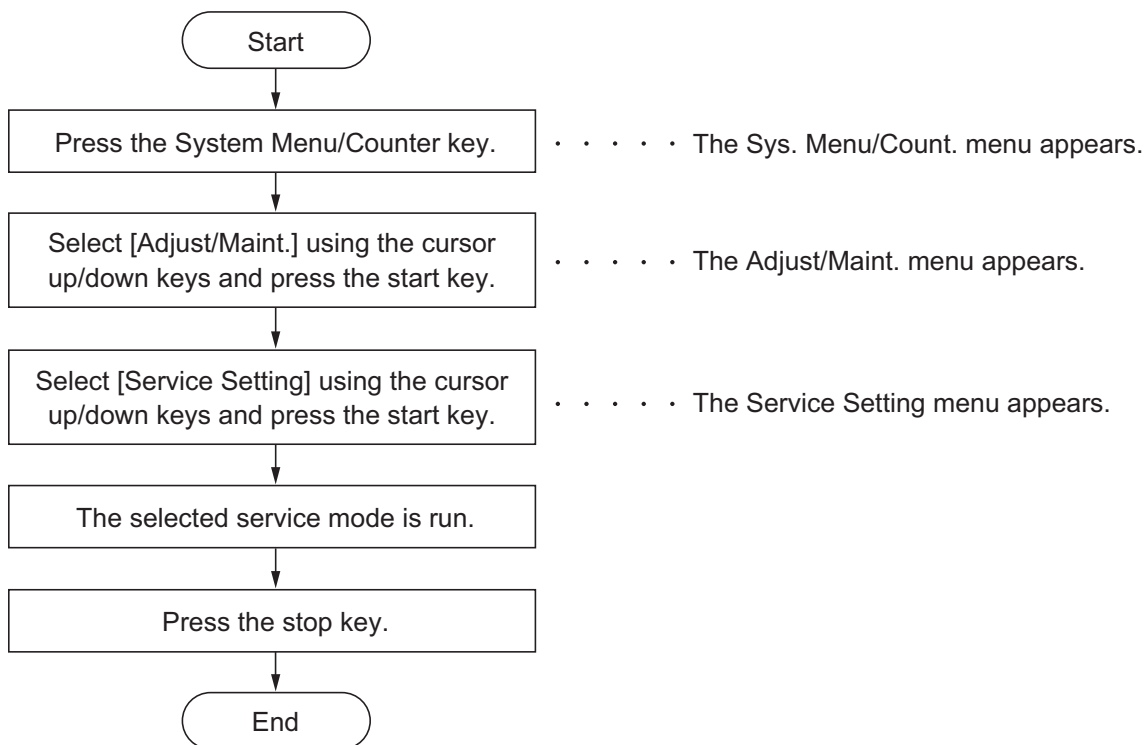 Start
Press the System Menu/Counter key.
The Sys. Menu/Count. menu appears.
Select [Adjust/Maint.] using the cursor
up/down keys and press the start key.
The Adjust/Maint. menu appears.
Select [Service Setting] using the cursor
up/down keys and press the start key.
The Service Setting menu appears.
The selected service mode is run.
Press the stop key.
End